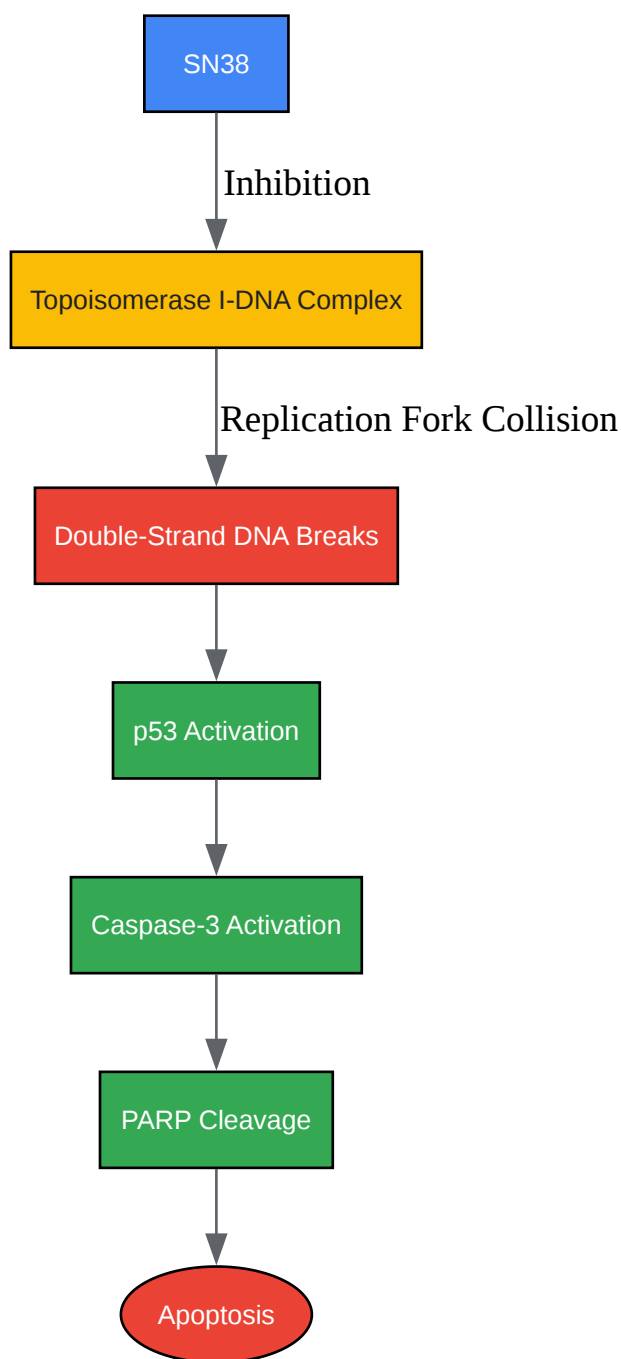 SN38
Inhibition
Topoisomerase I-DNA Complex
Replication Fork Collision
Double-Strand DNA Breaks
p53 Activation
Caspase-3 Activation
PARP Cleavage
Apoptosis